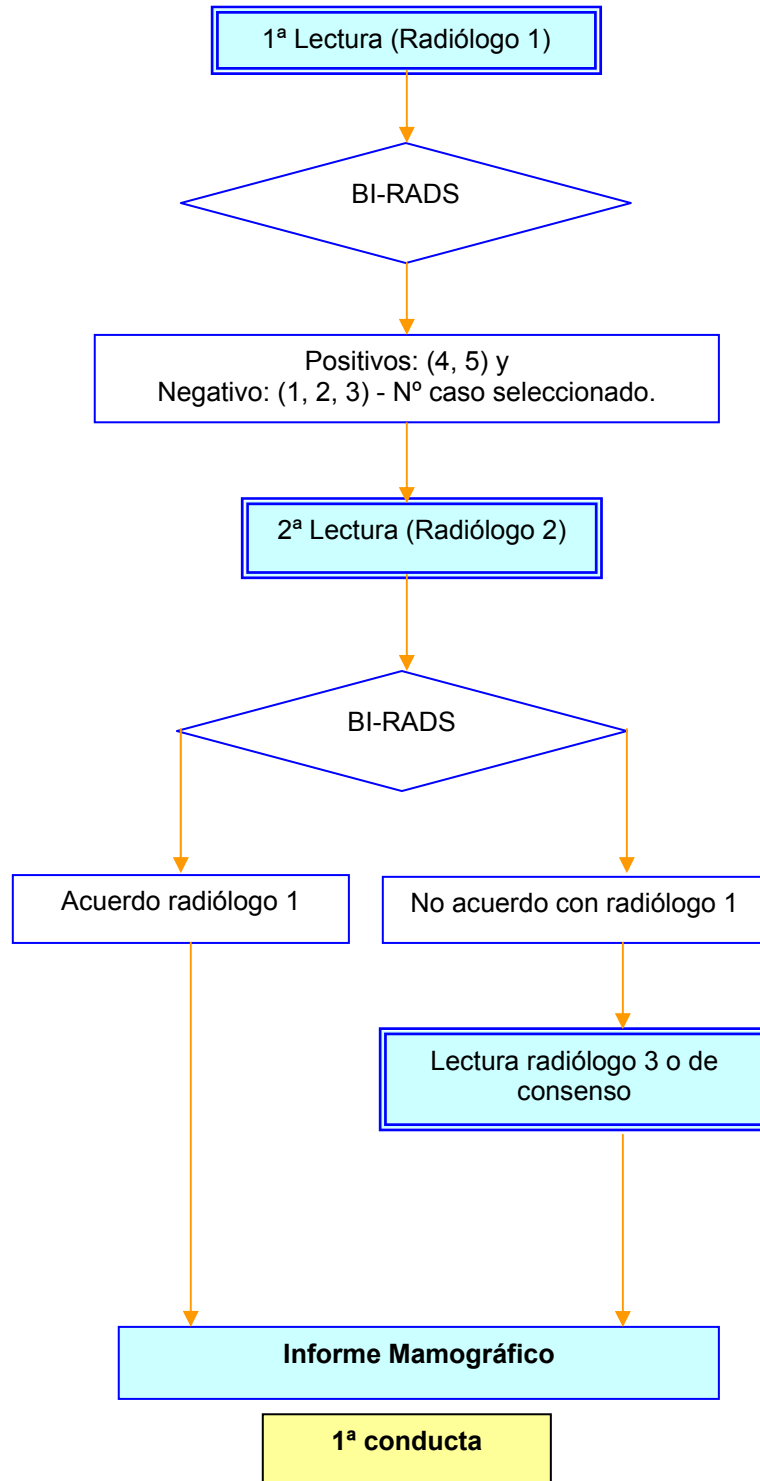 1ª Lectura (Radiólogo 1)
BI-RADS
Positivos: (4, 5) y
Negativo: (1, 2, 3) - Nº caso seleccionado.
2ª Lectura (Radiólogo 2)
BI-RADS
Acuerdo radiólogo 1
No acuerdo con radiólogo 1
Lectura radiólogo 3 o de
consenso
Informe Mamográfico
1ª conducta